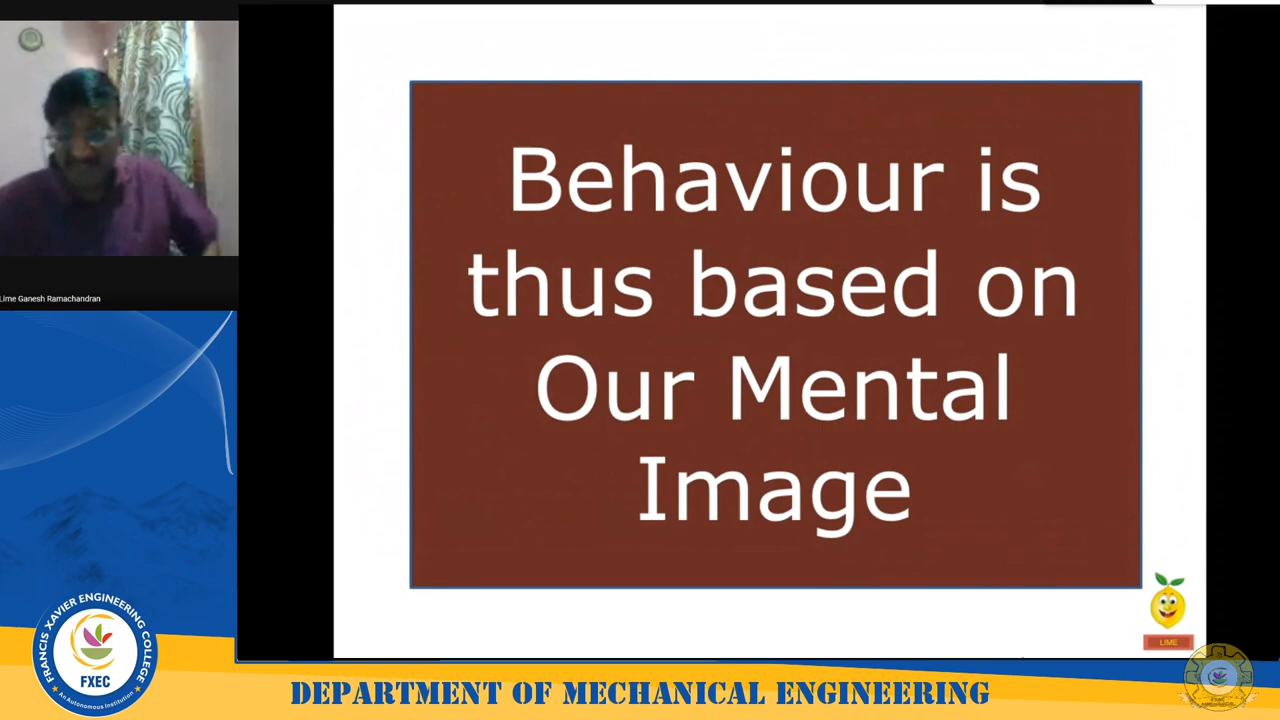 Behaviour is
thus based on
Our Mental
Image
Lime Ganesh Ramachandran
LIME
FRANCIS XAVIER ENGINEERING COLLEGE
FXEC
An Autonomous Institution
DEPARTMENT OF MECHANICAL ENGINEERING